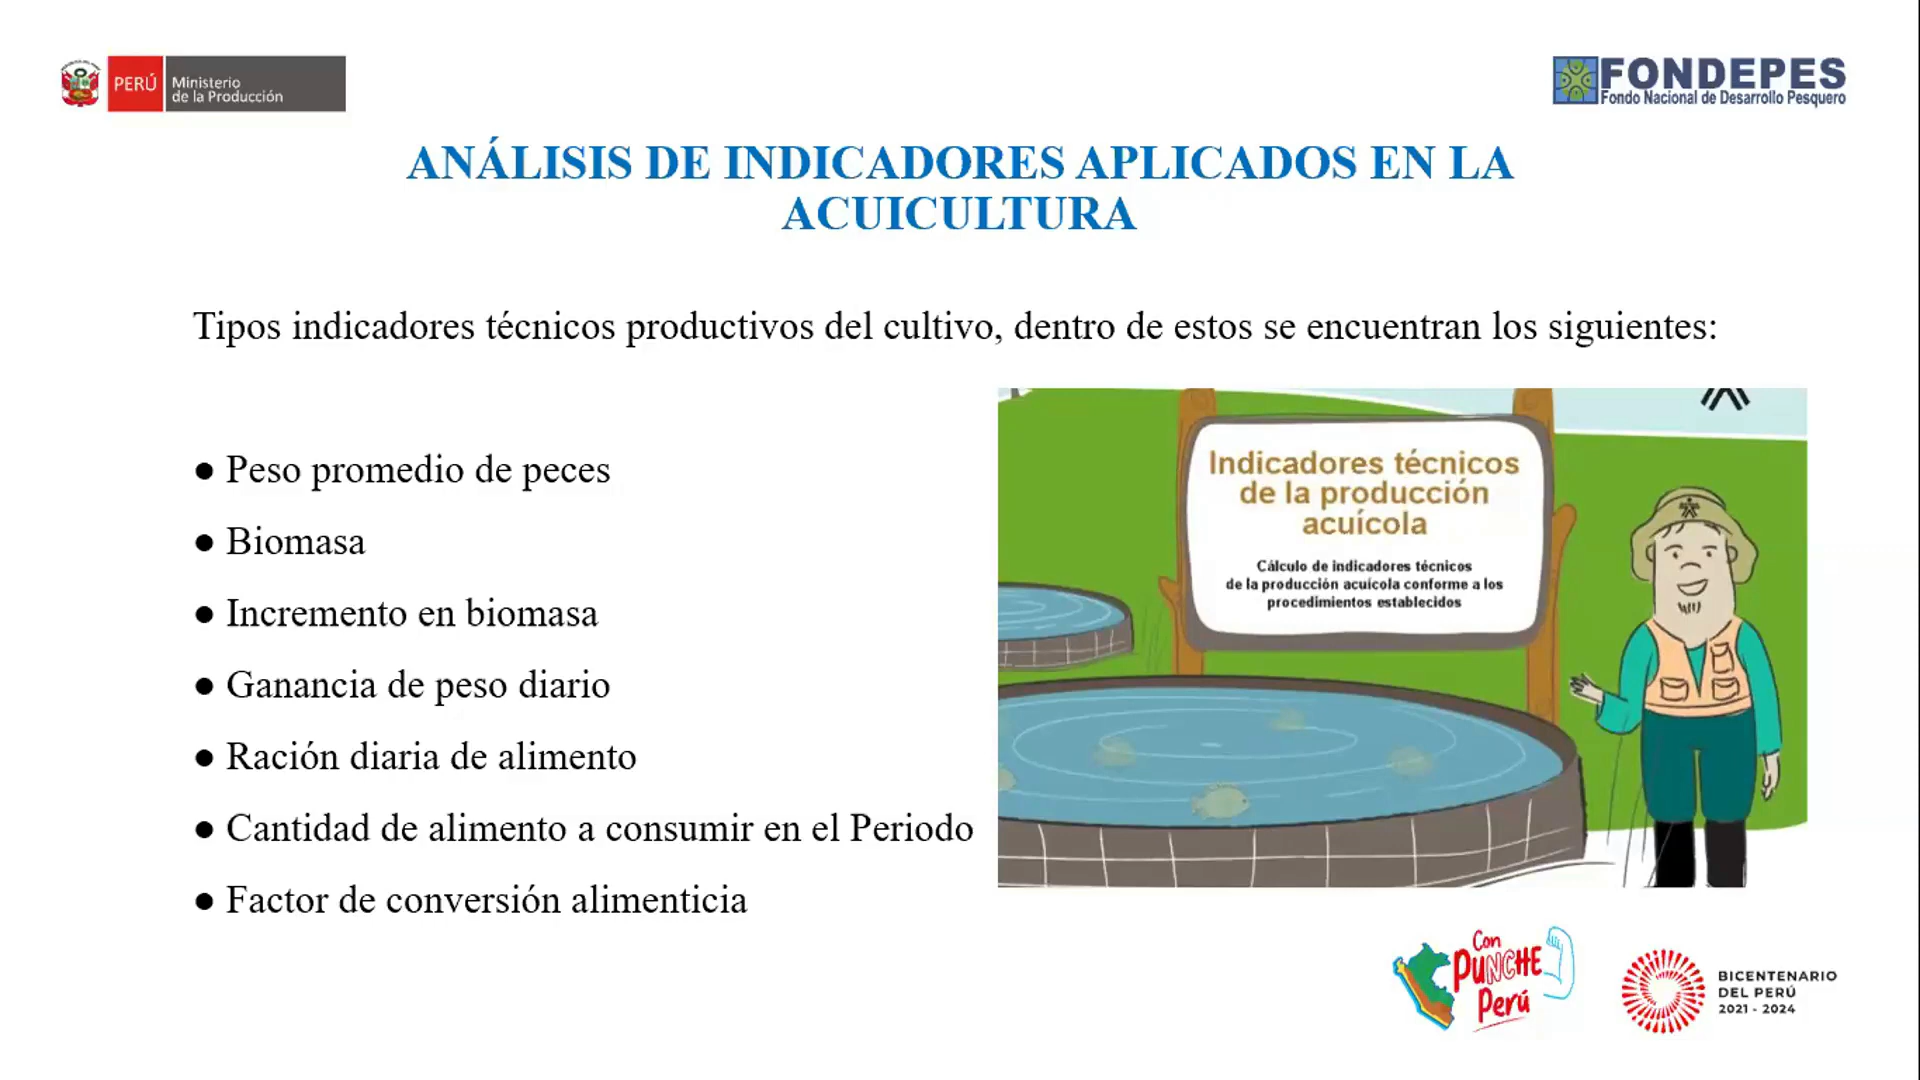 PERÚ
Ministerio
de la Producción
FONDEPES
Fondo Nacional de Desarrollo Pesquero
ANÁLISIS DE INDICADORES APLICADOS EN LA
ACUICULTURA
Tipos indicadores técnicos productivos del cultivo, dentro de estos se encuentran los siguientes:
● Peso promedio de peces
● Biomasa
● Incremento en biomasa
● Ganancia de peso diario
● Ración diaria de alimento
● Cantidad de alimento a consumir en el Periodo
● Factor de conversión alimenticia
Indicadores técnicos
de la producción
acuícola
Cálculo de indicadores técnicos
de la producción acuícola conforme a los
procedimientos establecidos
Con
PUNCHE
Perú
BICENTENARIO
DEL PERÚ
2021 - 2024